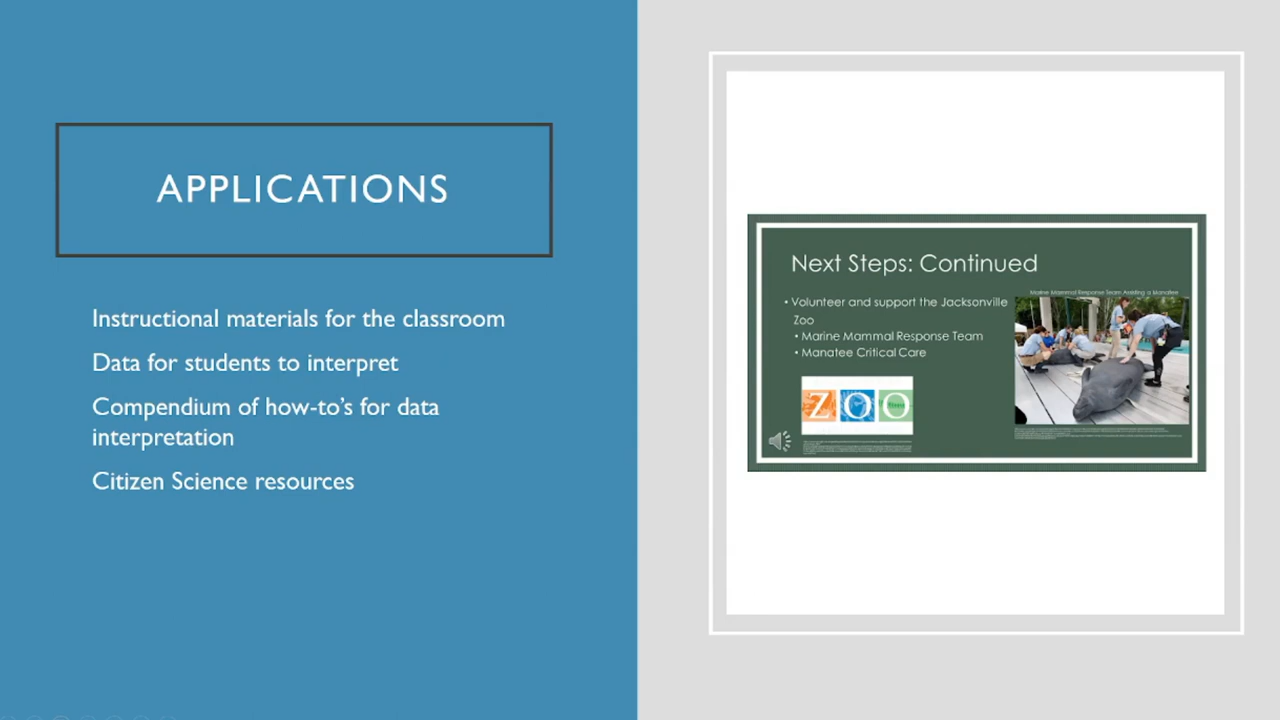 APPLICATIONS
Instructional materials for the classroom
Data for students to interpret
Compendium of how-to’s for data
interpretation
Citizen Science resources
Next Steps: Continued
• Volunteer and support the Jacksonville
Zoo
• Marine Mammal Response Team
• Manatee Critical Care
Marine Mammal Response Team Assisting a Manatee
ZOO